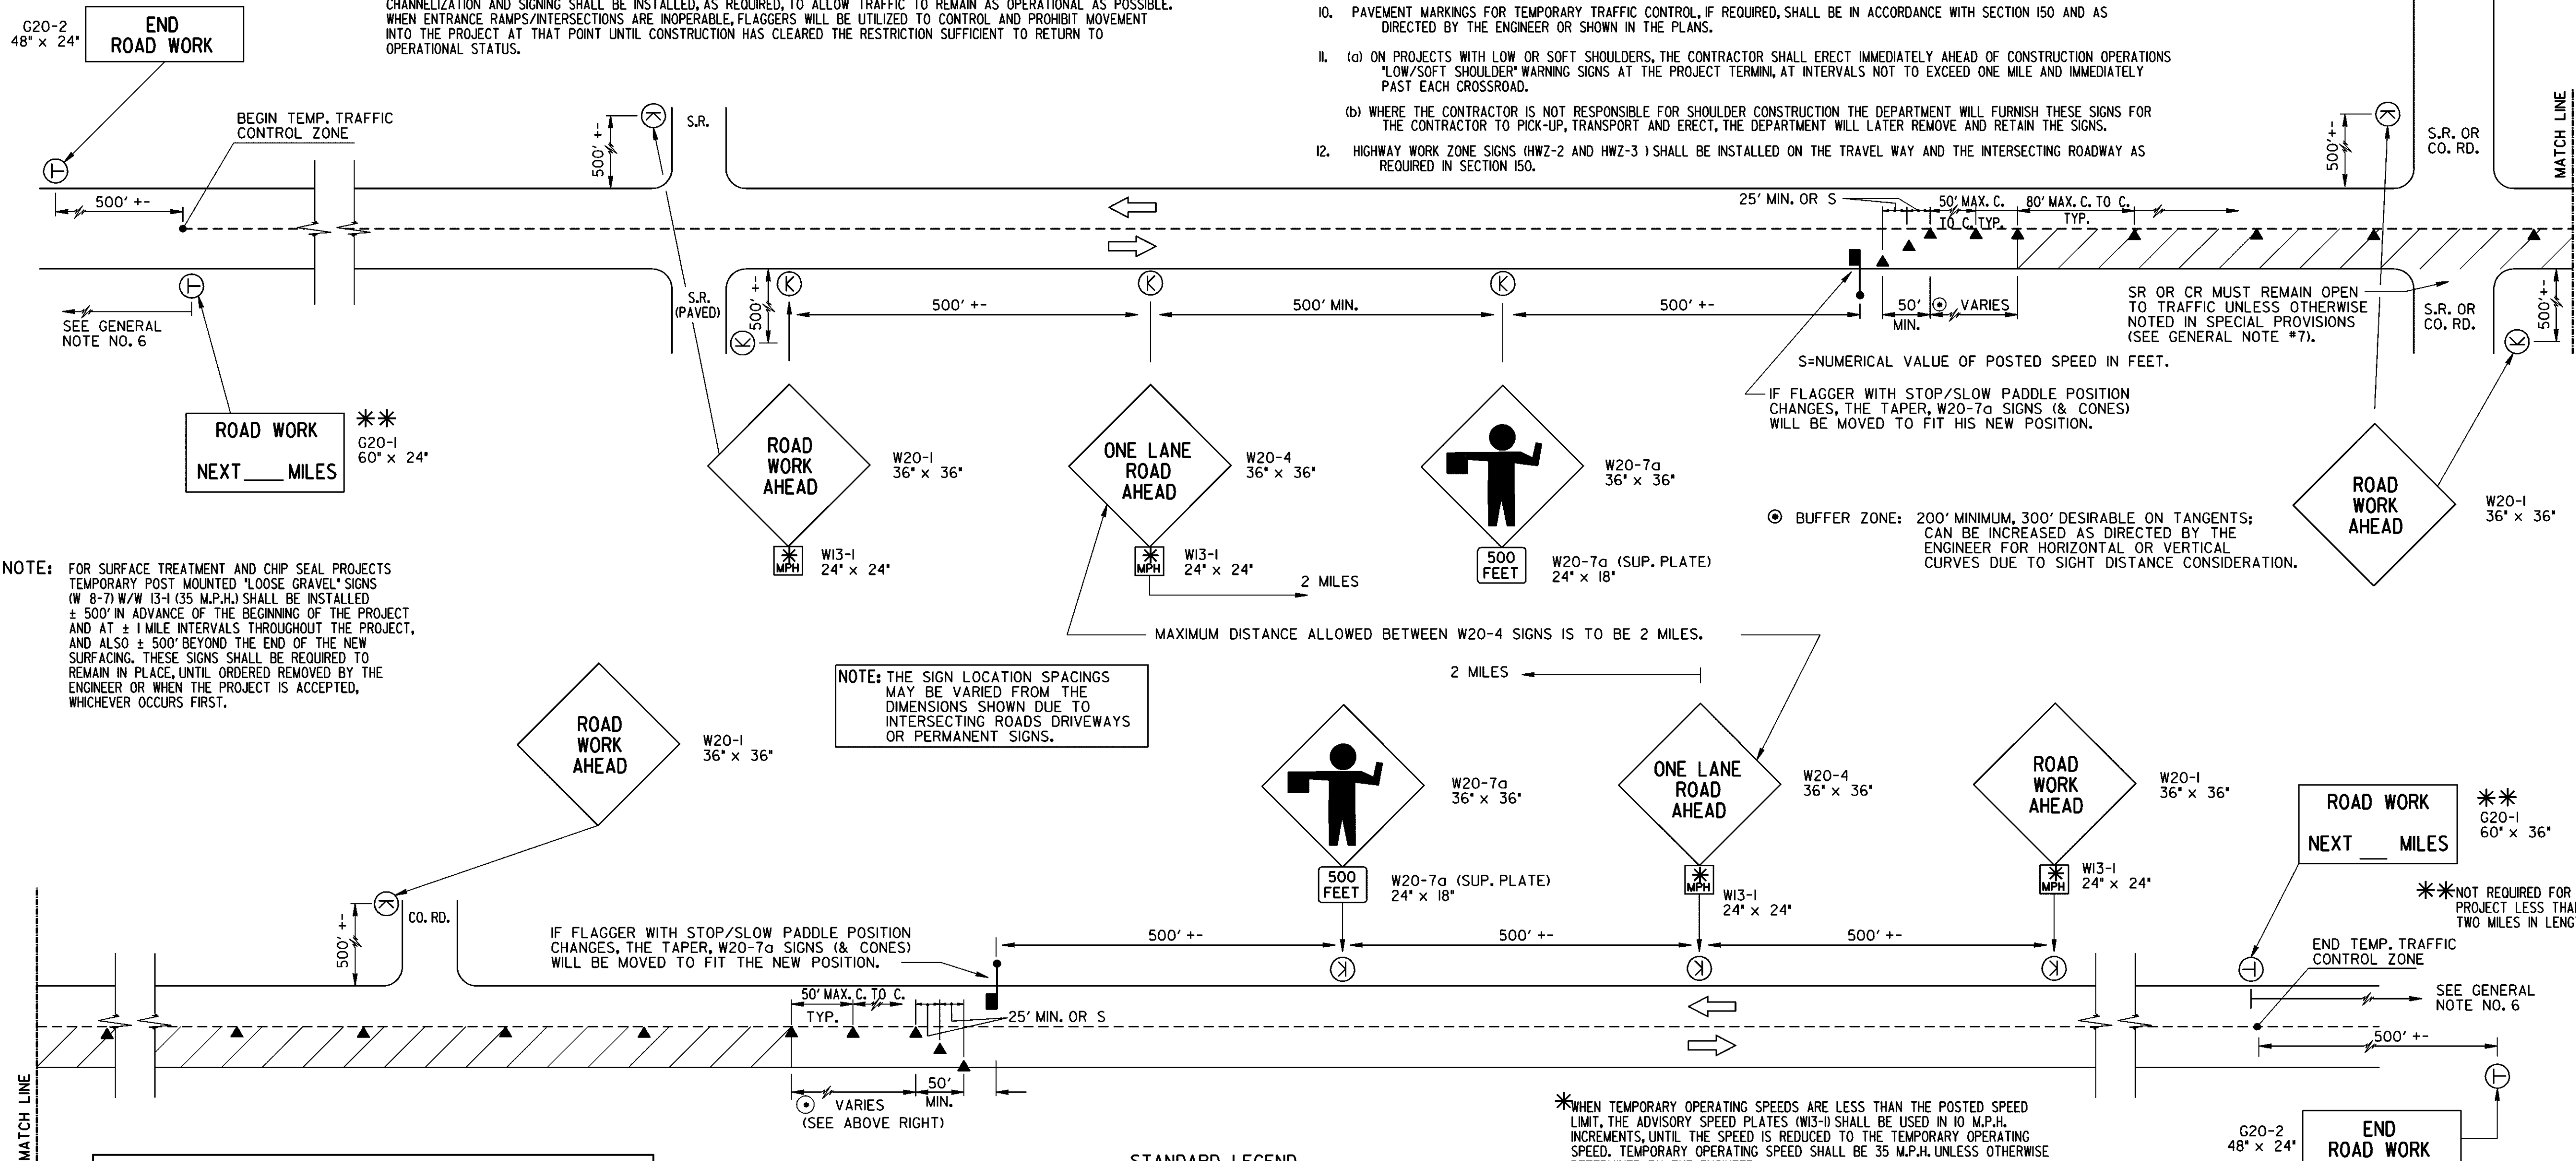 CHANNELIZATION AND SIGNING SHALL BE INSTALLED, AS REQUIRED, TO ALLOW TRAFFIC TO REMAIN AS OPERATIONAL AS POSSIBLE.
WHEN ENTRANCE RAMPS/INTERSECTIONS ARE INOPERABLE, FLAGGERS WILL BE UTILIZED TO CONTROL AND PROHIBIT MOVEMENT
INTO THE PROJECT AT THAT POINT UNTIL CONSTRUCTION HAS CLEARED THE RESTRICTION SUFFICIENT TO RETURN TO
OPERATIONAL STATUS.
G20-2
48" x 24"
END
ROAD WORK
10. PAVEMENT MARKINGS FOR TEMPORARY TRAFFIC CONTROL, IF REQUIRED, SHALL BE IN ACCORDANCE WITH SECTION 150 AND AS
DIRECTED BY THE ENGINEER OR SHOWN IN THE PLANS.
11. (a) ON PROJECTS WITH LOW OR SOFT SHOULDERS, THE CONTRACTOR SHALL ERECT IMMEDIATELY AHEAD OF CONSTRUCTION OPERATIONS
"LOW/SOFT SHOULDER" WARNING SIGNS AT THE PROJECT TERMINI, AT INTERVALS NOT TO EXCEED ONE MILE AND IMMEDIATELY
PAST EACH CROSSROAD.
(b) WHERE THE CONTRACTOR IS NOT RESPONSIBLE FOR SHOULDER CONSTRUCTION THE DEPARTMENT WILL FURNISH THESE SIGNS FOR
THE CONTRACTOR TO PICK-UP, TRANSPORT AND ERECT, THE DEPARTMENT WILL LATER REMOVE AND RETAIN THE SIGNS.
12. HIGHWAY WORK ZONE SIGNS (HWZ-2 AND HWZ-3 ) SHALL BE INSTALLED ON THE TRAVEL WAY AND THE INTERSECTING ROADWAY AS
REQUIRED IN SECTION 150.
BEGIN TEMP. TRAFFIC
CONTROL ZONE
T
500' +-
500' +-
K
S.R.
25' MIN. OR S
50' MAX. C.
TO C. TYP.
80' MAX. C. TO C.
TYP.
500'+-
K
S.R. OR
CO. RD.
MATCH LINE
T
SEE GENERAL
NOTE NO. 6
S.R.
(PAVED)
500' +-
K
K
500' +-
K
500' MIN.
K
500' +-
50'
MIN.
VARIES
SR OR CR MUST REMAIN OPEN
TO TRAFFIC UNLESS OTHERWISE
NOTED IN SPECIAL PROVISIONS
(SEE GENERAL NOTE #7).
S.R. OR
CO. RD.
500'+-
K
S=NUMERICAL VALUE OF POSTED SPEED IN FEET.
IF FLAGGER WITH STOP/SLOW PADDLE POSITION
CHANGES, THE TAPER, W20-7a SIGNS (& CONES)
WILL BE MOVED TO FIT HIS NEW POSITION.
ROAD WORK
NEXT ___ MILES
**
G20-1
60" x 24"
ROAD
WORK
AHEAD
W20-1
36" x 36"
*
MPH
W13-1
24" x 24"
ONE LANE
ROAD
AHEAD
W20-4
36" x 36"
*
MPH
W13-1
24" x 24"
2 MILES
W20-7a
36" x 36"
500
FEET
W20-7a (SUP. PLATE)
24" x 18"
BUFFER ZONE: 200' MINIMUM, 300' DESIRABLE ON TANGENTS;
CAN BE INCREASED AS DIRECTED BY THE
ENGINEER FOR HORIZONTAL OR VERTICAL
CURVES DUE TO SIGHT DISTANCE CONSIDERATION.
ROAD
WORK
AHEAD
W20-1
36" x 36"
NOTE: FOR SURFACE TREATMENT AND CHIP SEAL PROJECTS
TEMPORARY POST MOUNTED "LOOSE GRAVEL" SIGNS
(W 8-7) W/W 13-1 (35 M.P.H.) SHALL BE INSTALLED
± 500' IN ADVANCE OF THE BEGINNING OF THE PROJECT
AND AT ± 1 MILE INTERVALS THROUGHOUT THE PROJECT,
AND ALSO ± 500' BEYOND THE END OF THE NEW
SURFACING. THESE SIGNS SHALL BE REQUIRED TO
REMAIN IN PLACE, UNTIL ORDERED REMOVED BY THE
ENGINEER OR WHEN THE PROJECT IS ACCEPTED,
WHICHEVER OCCURS FIRST.
MAXIMUM DISTANCE ALLOWED BETWEEN W20-4 SIGNS IS TO BE 2 MILES.
NOTE: THE SIGN LOCATION SPACINGS
MAY BE VARIED FROM THE
DIMENSIONS SHOWN DUE TO
INTERSECTING ROADS DRIVEWAYS
OR PERMANENT SIGNS.
2 MILES
ROAD
WORK
AHEAD
W20-1
36" x 36"
W20-7a
36" x 36"
500
FEET
W20-7a (SUP. PLATE)
24" x 18"
ONE LANE
ROAD
AHEAD
W20-4
36" x 36"
*
MPH
W13-1
24" x 24"
ROAD
WORK
AHEAD
W20-1
36" x 36"
*
MPH
W13-1
24" x 24"
ROAD WORK
NEXT ___ MILES
**
G20-1
60" x 36"
**NOT REQUIRED FOR
PROJECT LESS THAN
TWO MILES IN LENG
END TEMP. TRAFFIC
CONTROL ZONE
K
500' +-
CO. RD.
IF FLAGGER WITH STOP/SLOW PADDLE POSITION
CHANGES, THE TAPER, W20-7a SIGNS (& CONES)
WILL BE MOVED TO FIT THE NEW POSITION.
500' +-
500' +-
500' +-
K
K
K
T
SEE GENERAL
NOTE NO. 6
50' MAX. C. TO C.
TYP.
25' MIN. OR S
500' +-
T
MATCH LINE
VARIES
(SEE ABOVE RIGHT)
50'
MIN.
*WHEN TEMPORARY OPERATING SPEEDS ARE LESS THAN THE POSTED SPEED
LIMIT, THE ADVISORY SPEED PLATES (W13-1) SHALL BE USED IN 10 M.P.H.
INCREMENTS, UNTIL THE SPEED IS REDUCED TO THE TEMPORARY OPERATING
SPEED. TEMPORARY OPERATING SPEED SHALL BE 35 M.P.H. UNLESS OTHERWISE
G20-2
48" x 24"
END
ROAD WORK
STANDARD LEGEND